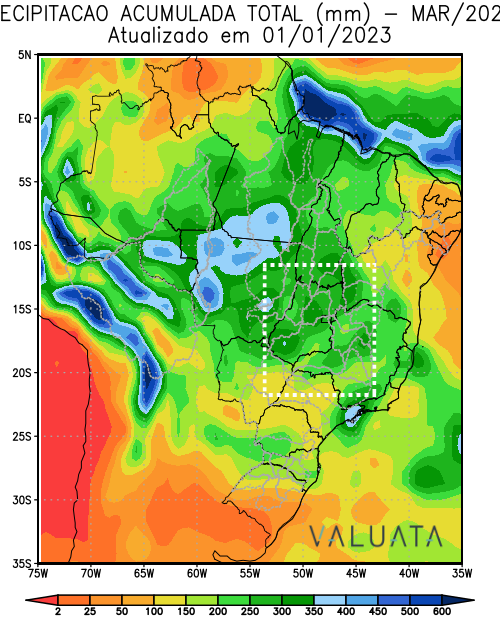 ECIPITACAO ACUMULADA TOTAL (mm) – MAR/202
Atualizado em 01/01/2023
5N
EQ
5S
10S
15S
20S
25S
30S
35S
VALUATA
75W 70W 65W 60W 55W 50W 45W 40W 35W
2 25 50 100 150 200 250 300 350 400 450 500 600